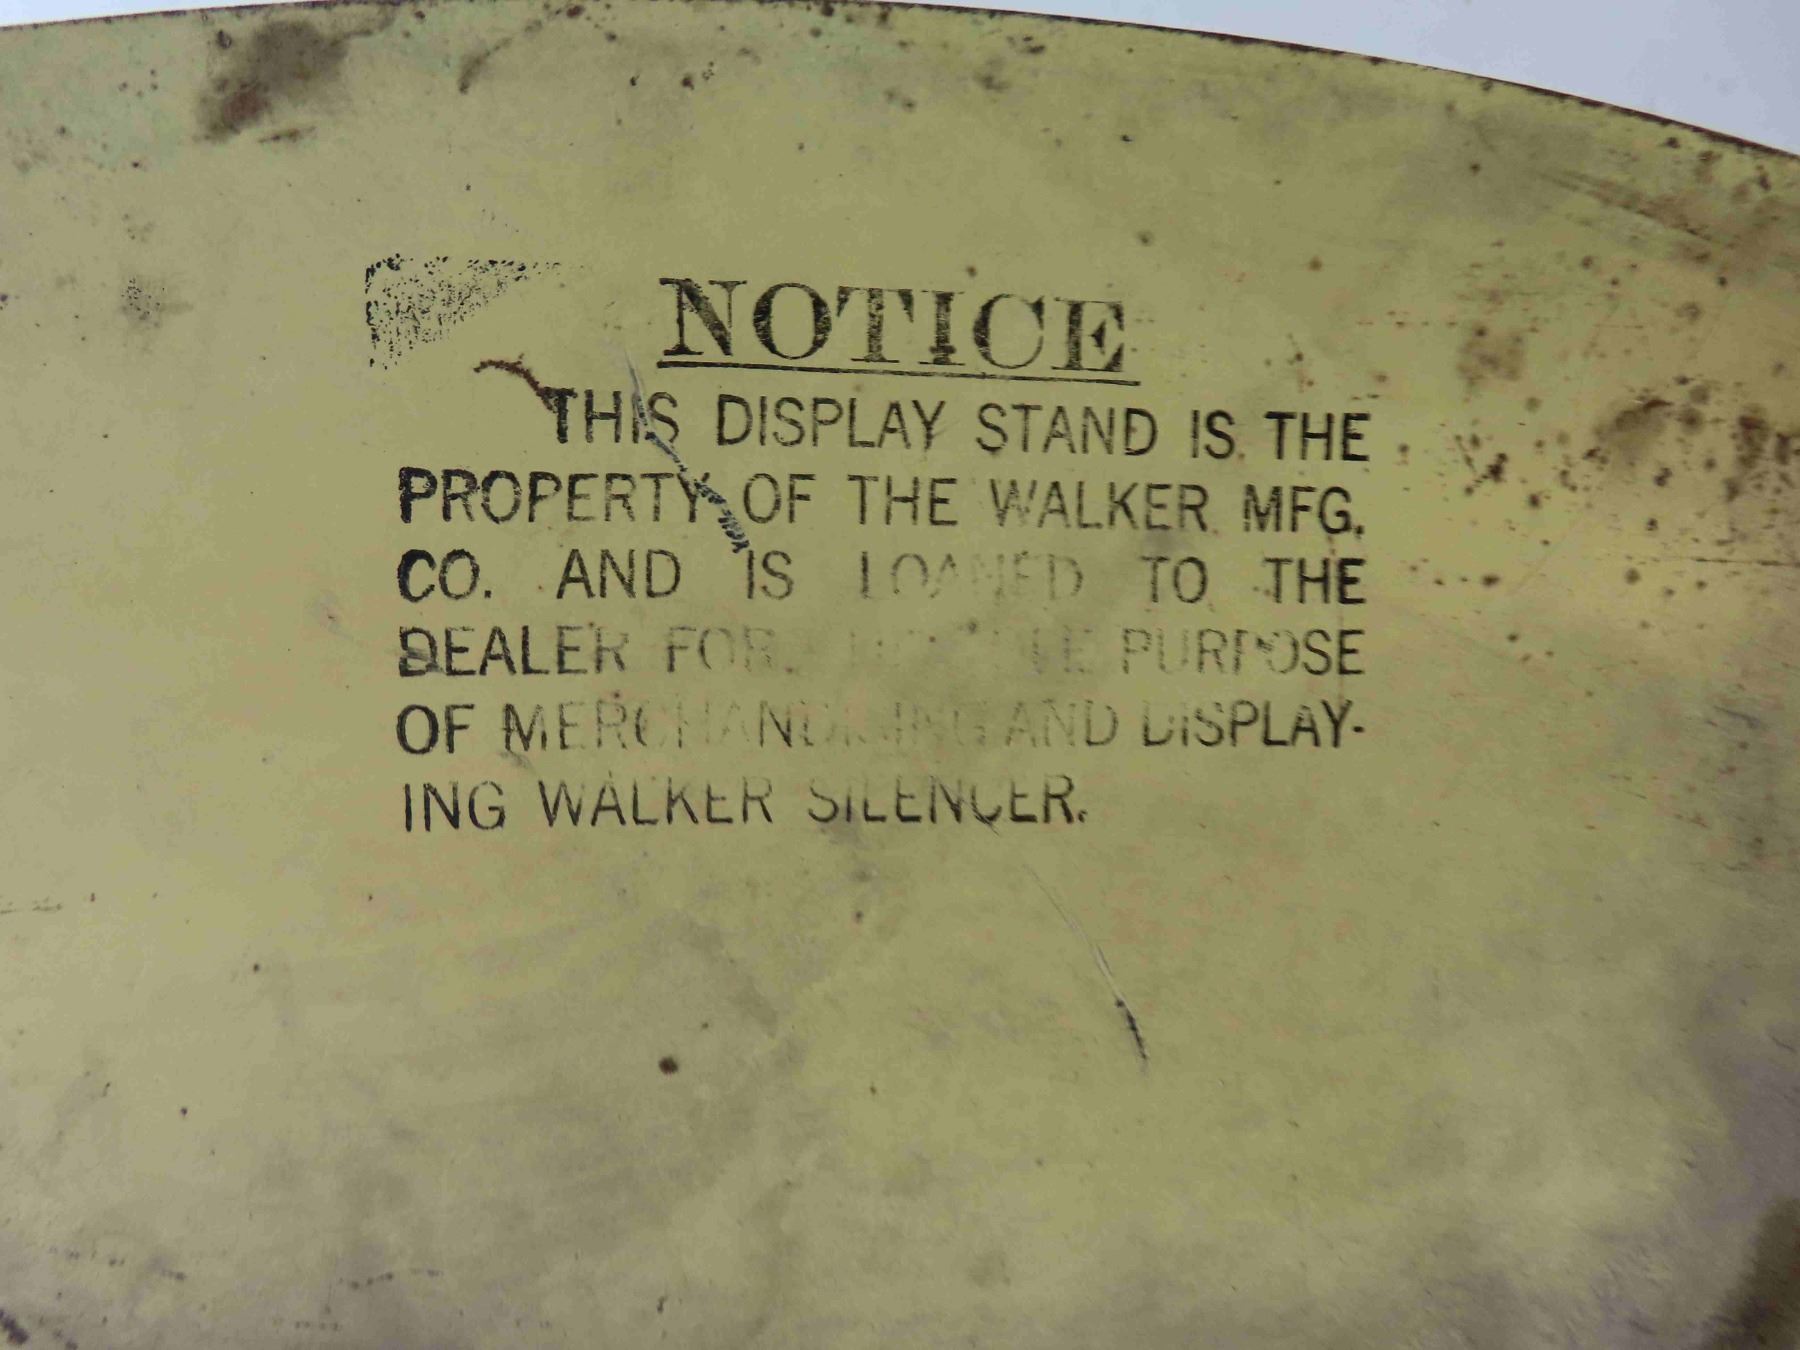 NOTICE
THIS DISPLAY STAND IS THE
PROPERTY OF THE WALKER MFG.
CO. AND IS LOANED TO THE
DEALER FOR PURPOSE
OF MERCHANDISING AND DISPLAY-
ING WALKER SILENCER.